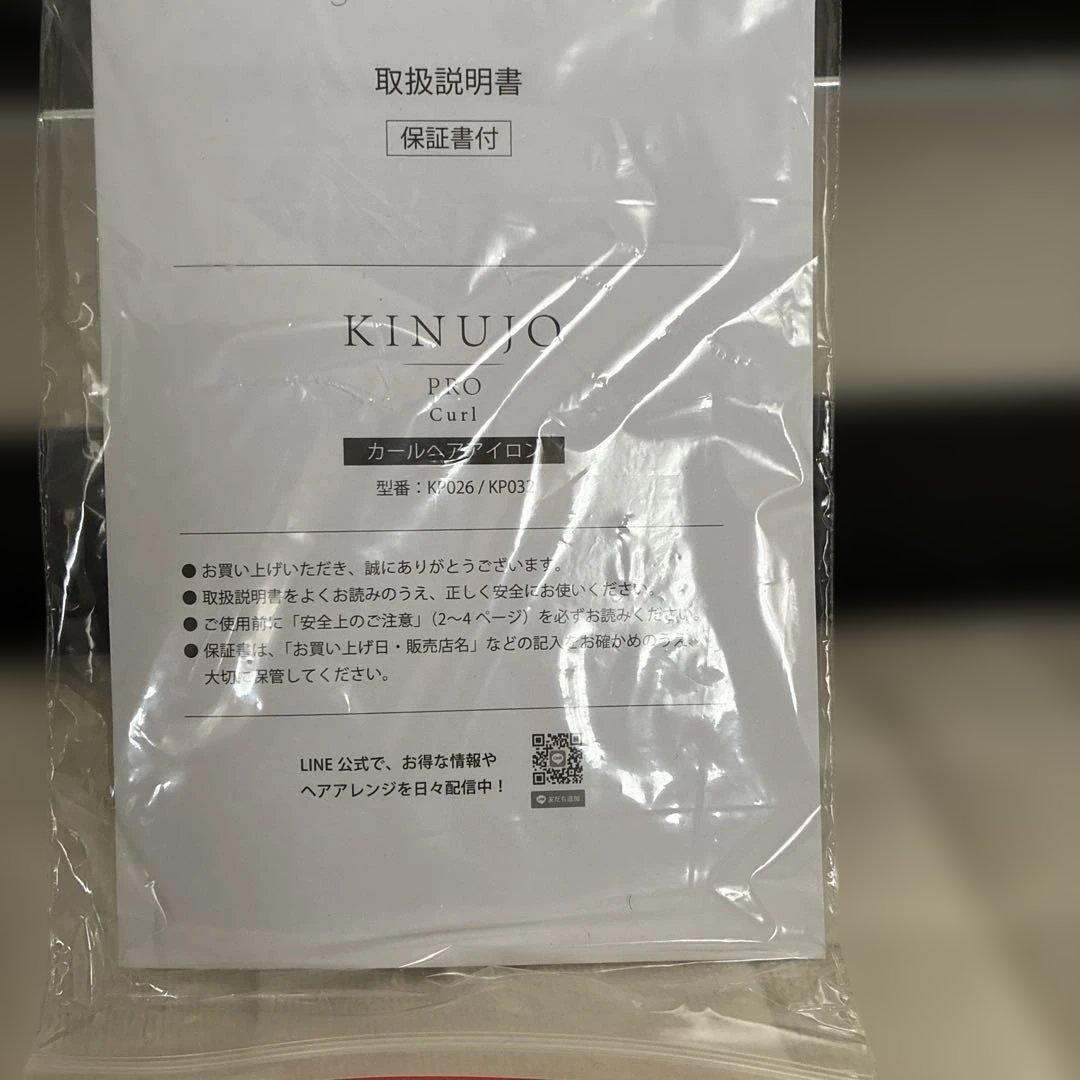 取扱説明書
保証書付
KINUJO
PRO
Curl
カールヘアアイロン
型番：KP026 / KP032
● お買い上げいただき、誠にありがとうございます。
● 取扱説明書をよくお読みのうえ、正しく安全にお使いください。
● ご使用前に「安全上のご注意」（2〜4 ページ）を必ずお読みください。
● 保証書は、「お買い上げ日・販売店名」などの記入をお確かめのうえ、
大切に保管してください。
LINE 公式で、お得な情報や
ヘアアレンジを日々配信中！
LINE 友だち追加